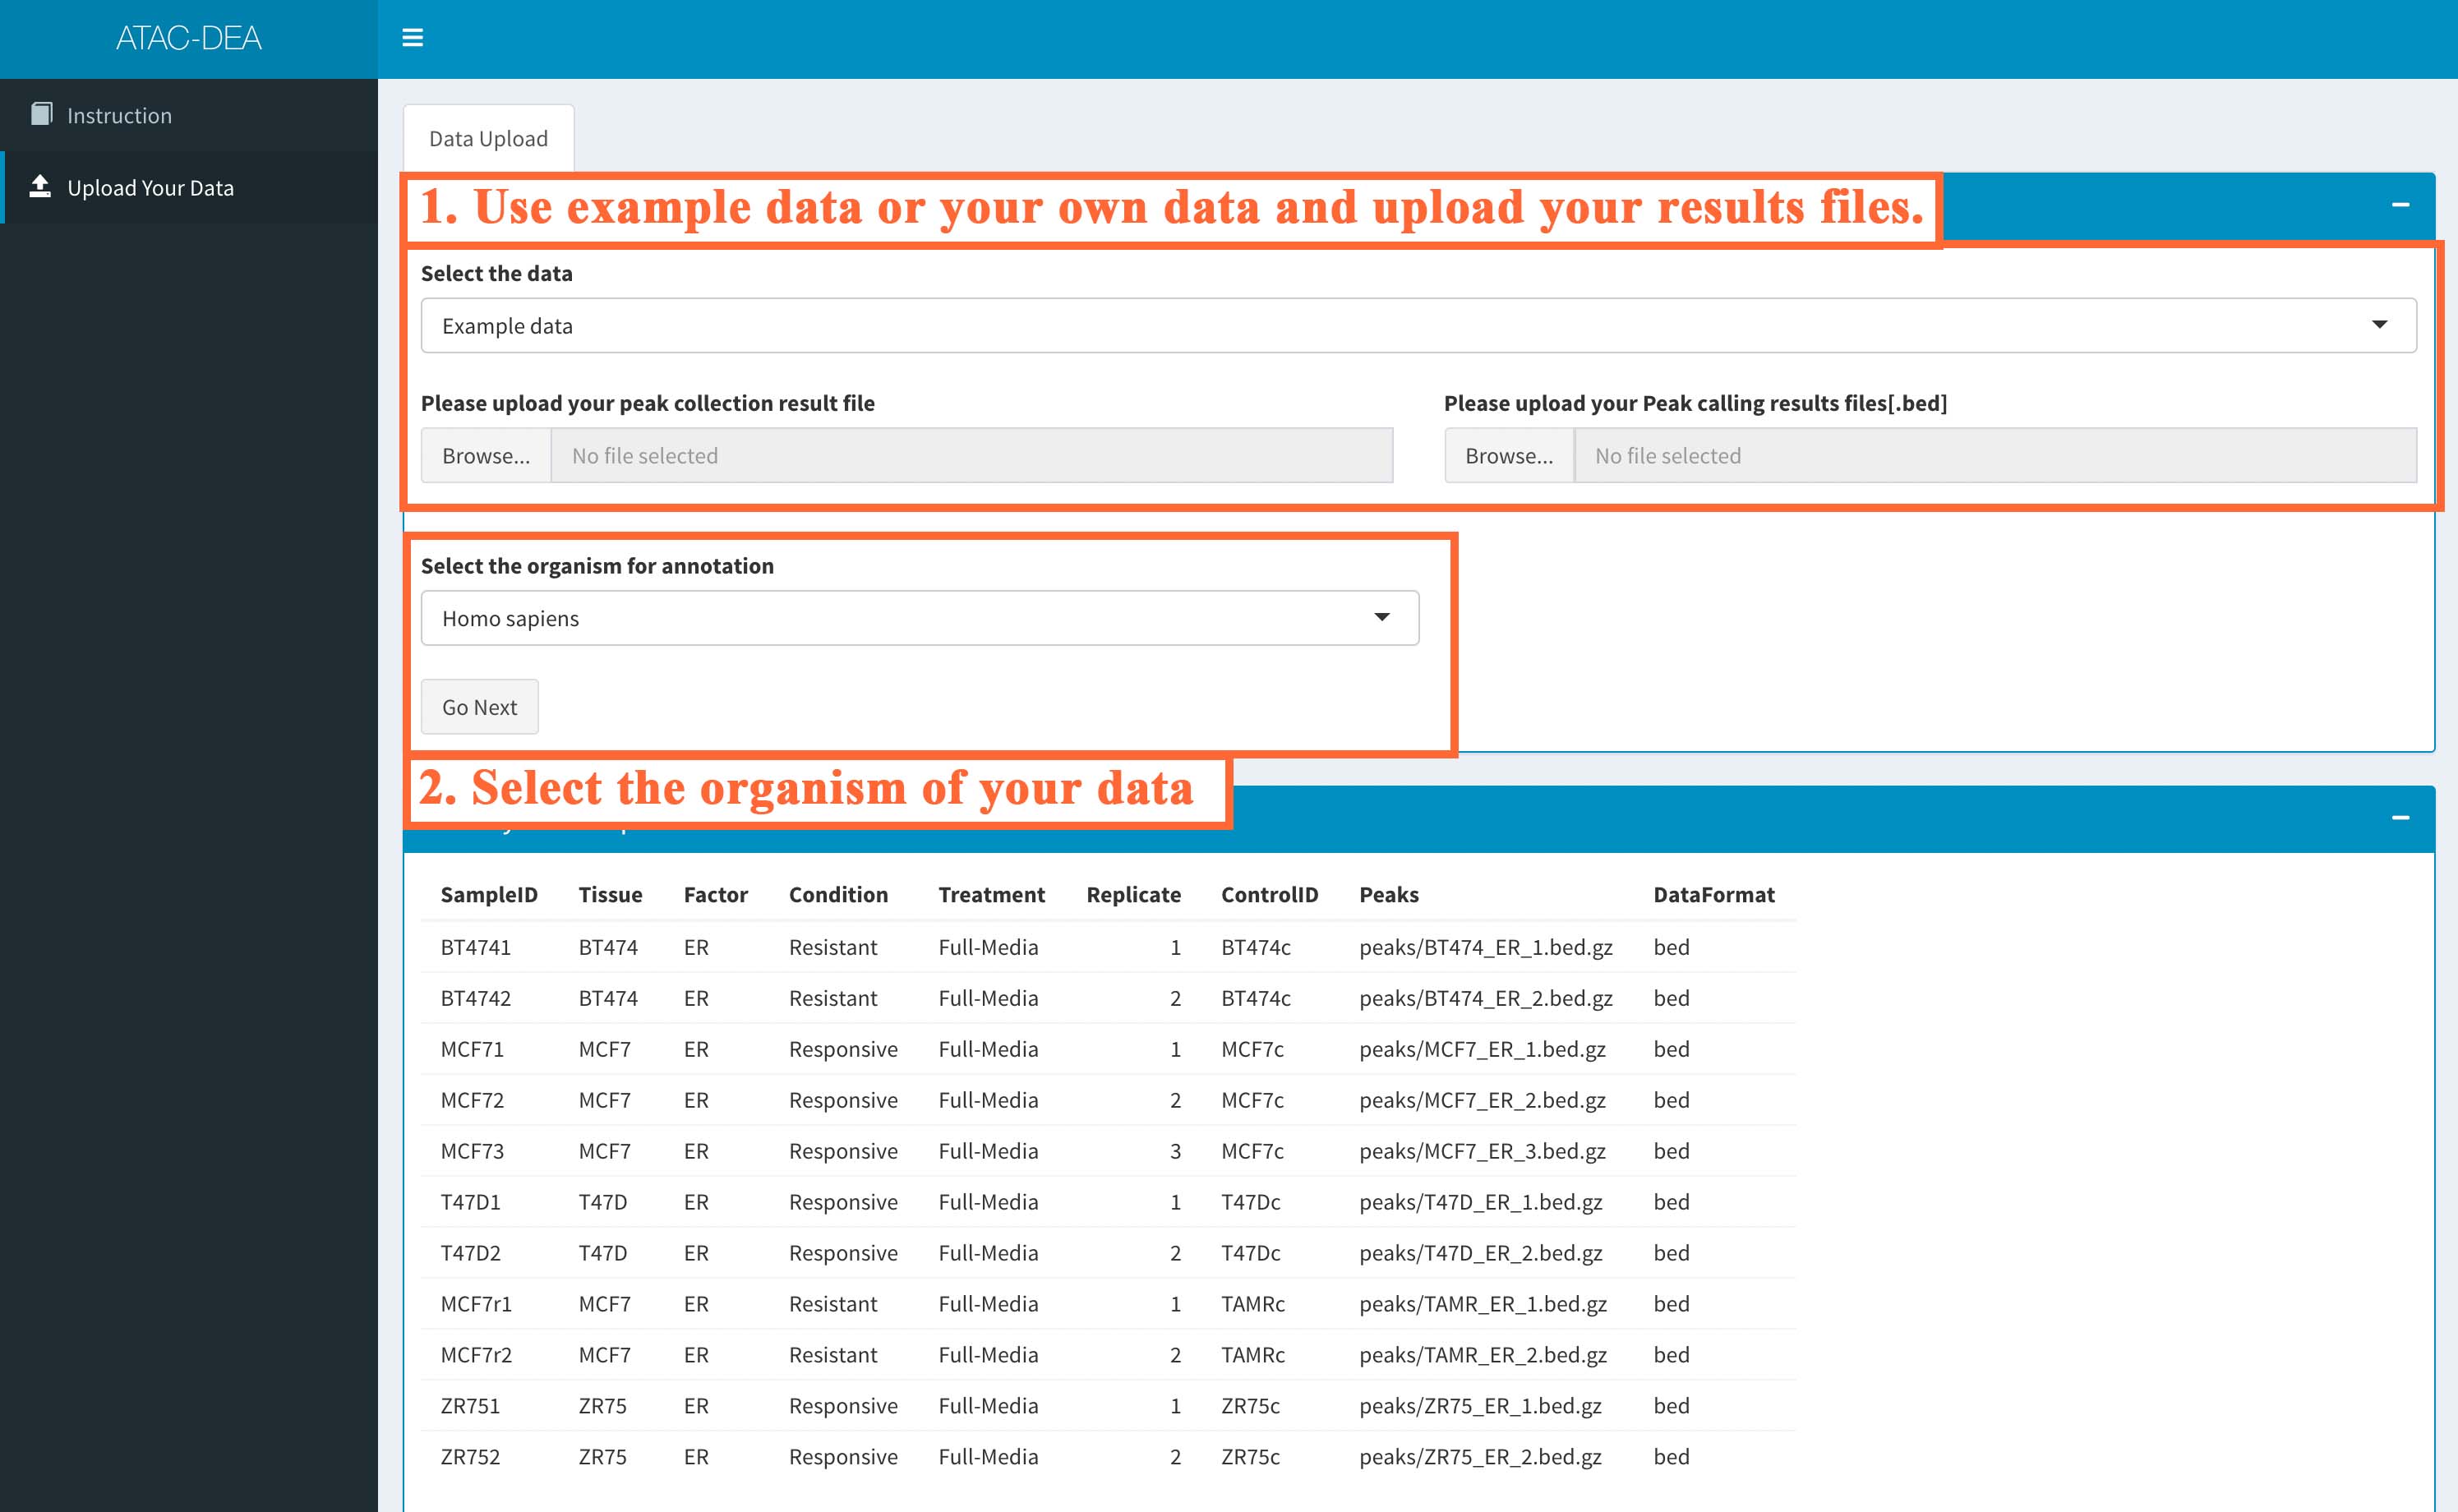 ATAC-DEA
Instruction
Upload Your Data
Data Upload
1. Use example data or your own data and upload your results files.
Select the data
Example data
Please upload your peak collection result file
Please upload your Peak calling results files[.bed]
Browse... No file selected
Browse... No file selected
Select the organism for annotation
Homo sapiens
Go Next
2. Select the organism of your data
SampleID Tissue Factor Condition Treatment Replicate ControlID Peaks DataFormat
BT4741 BT474 ER Resistant Full-Media 1 BT474c peaks/BT474_ER_1.bed.gz bed
BT4742 BT474 ER Resistant Full-Media 2 BT474c peaks/BT474_ER_2.bed.gz bed
MCF71 MCF7 ER Responsive Full-Media 1 MCF7c peaks/MCF7_ER_1.bed.gz bed
MCF72 MCF7 ER Responsive Full-Media 2 MCF7c peaks/MCF7_ER_2.bed.gz bed
MCF73 MCF7 ER Responsive Full-Media 3 MCF7c peaks/MCF7_ER_3.bed.gz bed
T47D1 T47D ER Responsive Full-Media 1 T47Dc peaks/T47D_ER_1.bed.gz bed
T47D2 T47D ER Responsive Full-Media 2 T47Dc peaks/T47D_ER_2.bed.gz bed
MCF7r1 MCF7 ER Resistant Full-Media 1 TAMRc peaks/TAMR_ER_1.bed.gz bed
MCF7r2 MCF7 ER Resistant Full-Media 2 TAMRc peaks/TAMR_ER_2.bed.gz bed
ZR751 ZR75 ER Responsive Full-Media 1 ZR75c peaks/ZR75_ER_1.bed.gz bed
ZR752 ZR75 ER Responsive Full-Media 2 ZR75c peaks/ZR75_ER_2.bed.gz bed